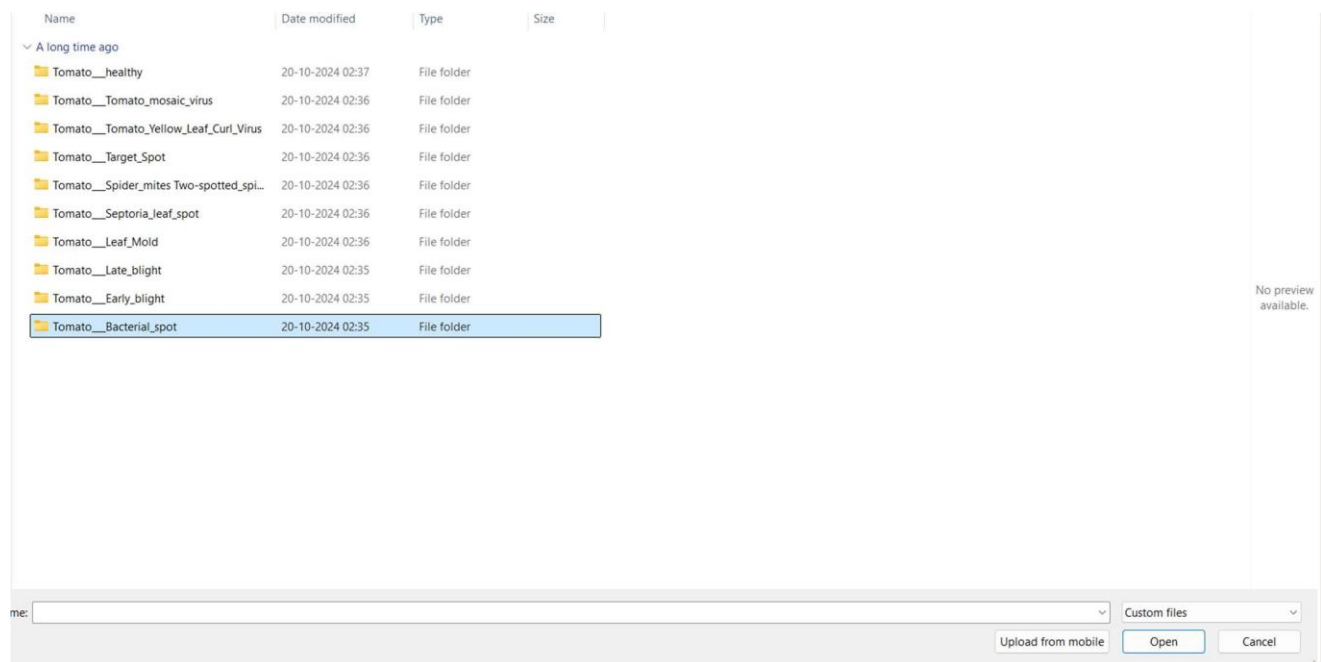 Name Date modified Type Size
A long time ago
Tomato__healthy 20-10-2024 02:37 File folder
Tomato__Tomato_mosaic_virus 20-10-2024 02:36 File folder
Tomato__Tomato_Yellow_Leaf_Curl_Virus 20-10-2024 02:36 File folder
Tomato__Target_Spot 20-10-2024 02:36 File folder
Tomato__Spider_mites Two-spotted_spi... 20-10-2024 02:36 File folder
Tomato__Septoria_leaf_spot 20-10-2024 02:36 File folder
Tomato__Leaf_Mold 20-10-2024 02:36 File folder
Tomato__Late_blight 20-10-2024 02:35 File folder
Tomato__Early_blight 20-10-2024 02:35 File folder
Tomato__Bacterial_spot 20-10-2024 02:35 File folder
No preview
available.
me: Custom files
Upload from mobile Open Cancel